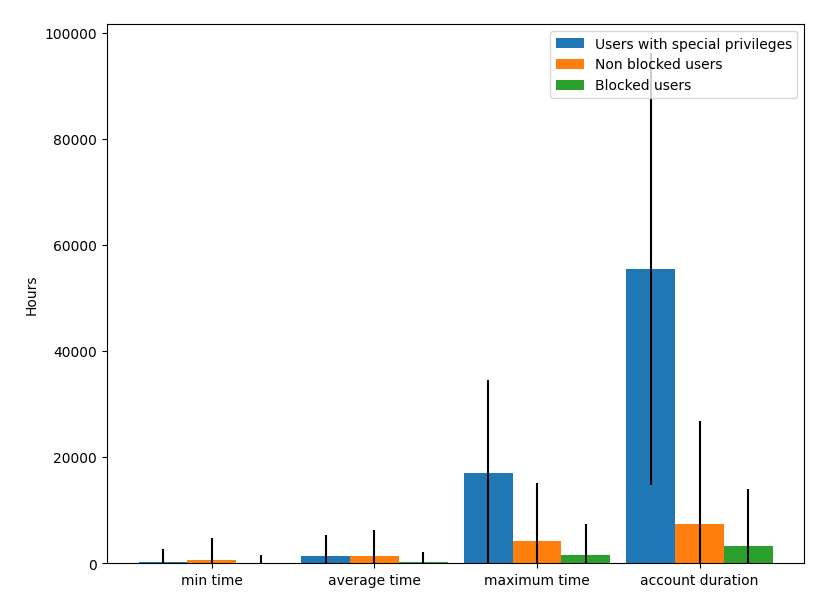 100000
80000
60000
40000
20000
0
Hours
Users with special privileges
Non blocked users
Blocked users
min time
average time
maximum time
account duration